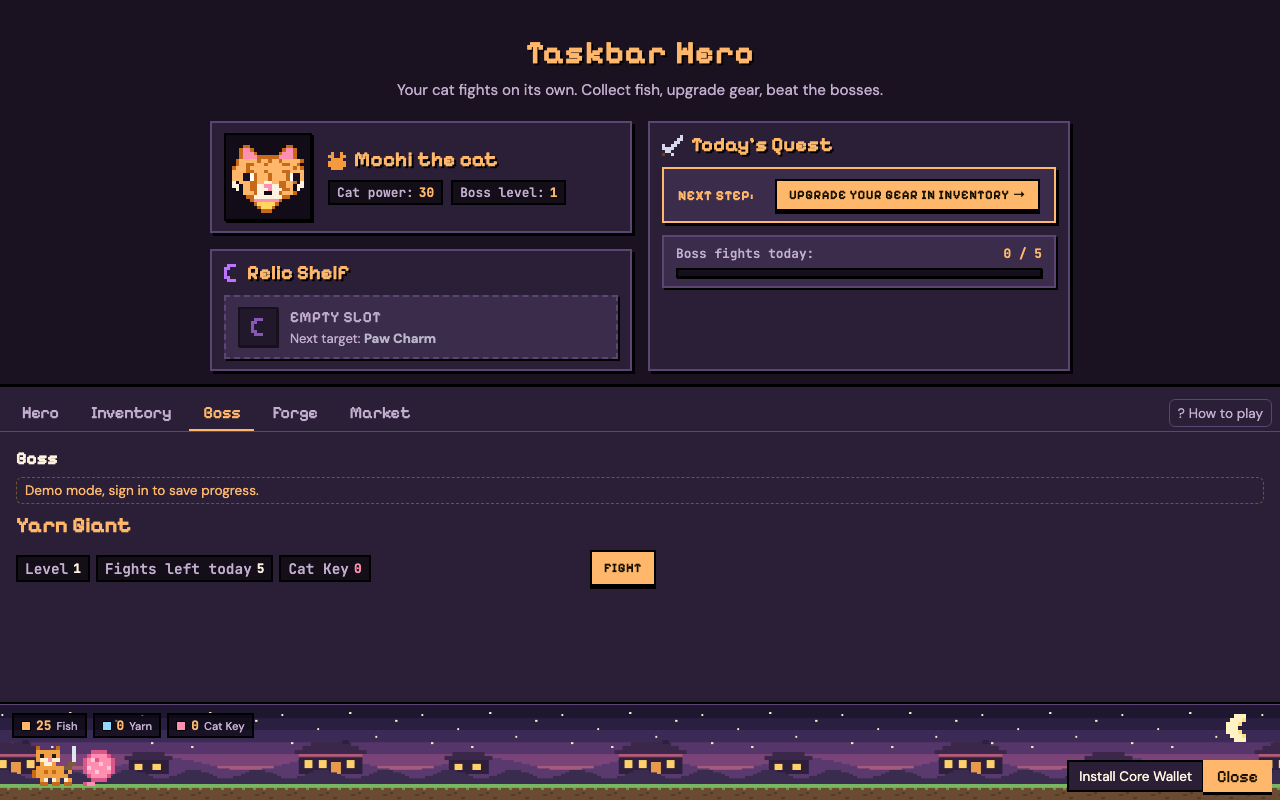 Taskbar Hero
Your cat fights on its own. Collect fish, upgrade gear, beat the bosses.
Mochi the cat
Cat power: 30
Boss level: 1
Relic Shelf
EMPTY SLOT
Next target: Paw Charm
Today's Quest
NEXT STEP:
UPGRADE YOUR GEAR IN INVENTORY →
Boss fights today: 0 / 5
Hero Inventory Boss Forge Market
? How to play
Boss
Demo mode, sign in to save progress.
Yarn Giant
Level 1 Fights left today 5 Cat Key 0
FIGHT
25 Fish 0 Yarn 0 Cat Key
Install Core Wallet Close